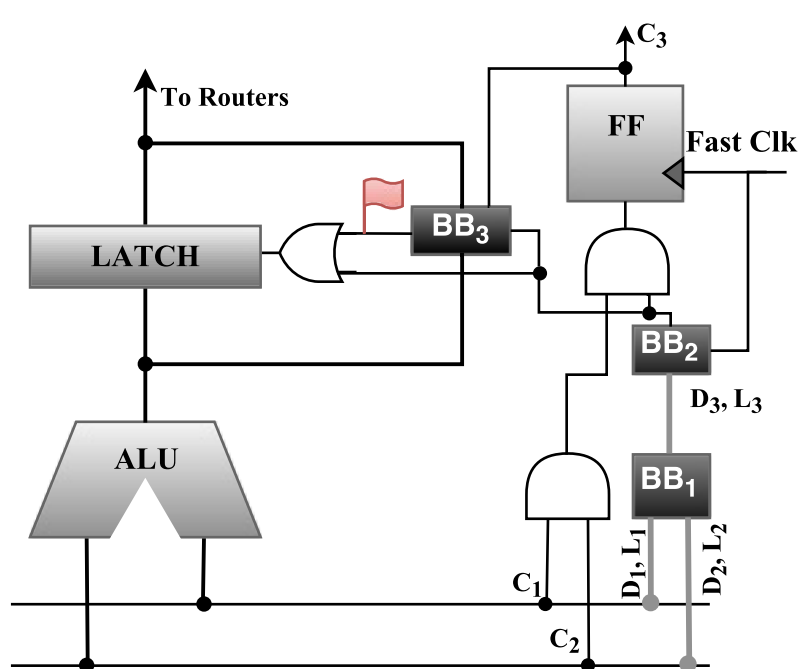 C3
To Routers
FF
Fast Clk
BB3
LATCH
BB2
D3, L3
ALU
BB1
D1, L1
D2, L2
C1
C2